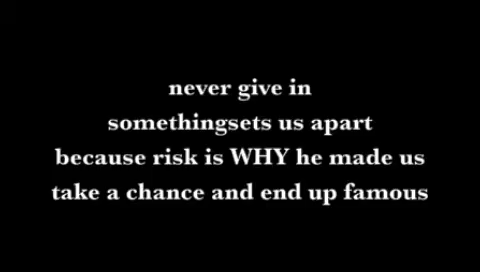 never give in
somethingsets us apart
because risk is WHY he made us
take a chance and end up famous